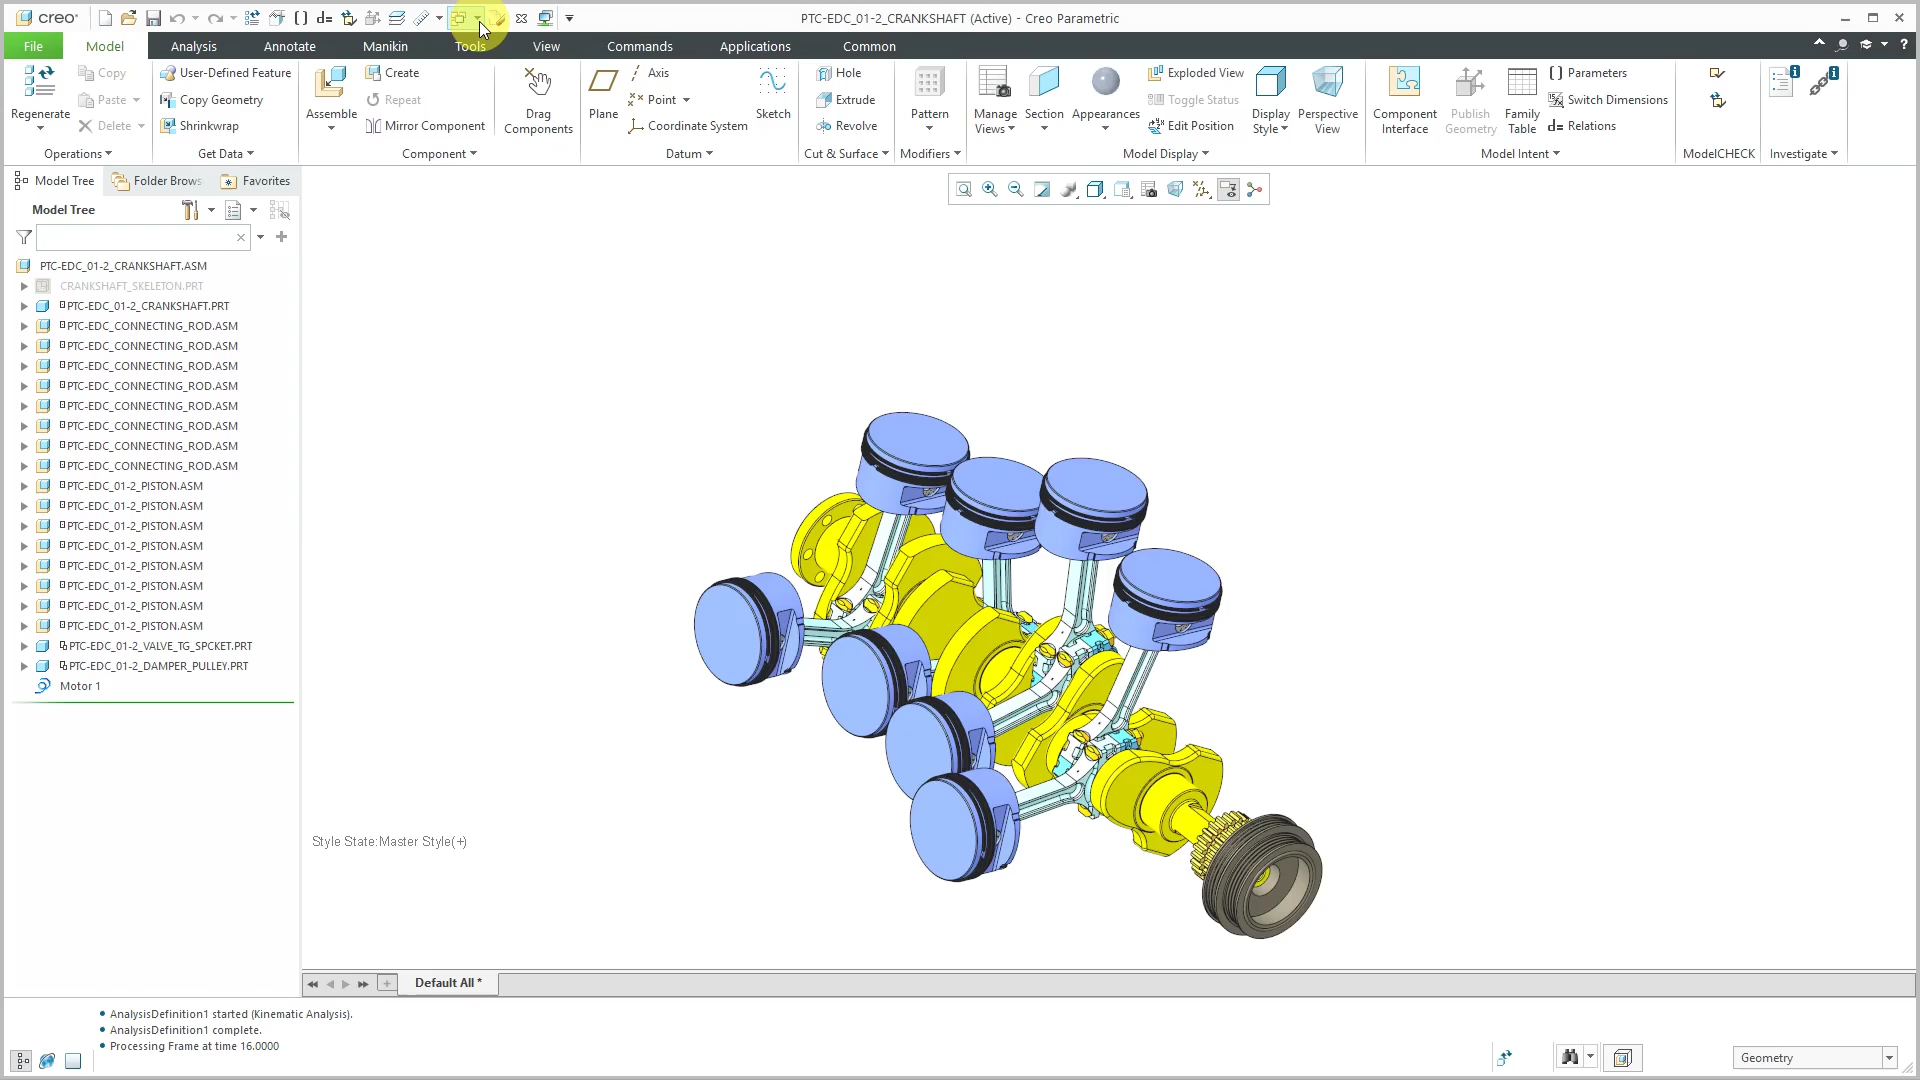 creo
PTC-EDC_01-2_CRANKSHAFT (Active) - Creo Parametric
File
Model
Analysis
Annotate
Manikin
Tools
View
Commands
Applications
Common
Regenerate
Copy
Paste
Delete
Operations
User-Defined Feature
Copy Geometry
Shrinkwrap
Get Data
Assemble
Create
Repeat
Mirror Component
Drag
Components
Component
Plane
Axis
Point
Coordinate System
Sketch
Datum
Hole
Extrude
Revolve
Cut & Surface
Pattern
Modifiers
Manage
Views
Section
Appearances
Exploded View
Toggle Status
Edit Position
Display
Style
Perspective
View
Model Display
Component
Interface
Publish
Geometry
Family
Table
Parameters
Switch Dimensions
Relations
Model Intent
ModelCHECK
Investigate
Model Tree
Folder Brows
Favorites
Model Tree
PTC-EDC_01-2_CRANKSHAFT.ASM
CRANKSHAFT_SKELETON.PRT
PTC-EDC_01-2_CRANKSHAFT.PRT
PTC-EDC_CONNECTING_ROD.ASM
PTC-EDC_CONNECTING_ROD.ASM
PTC-EDC_CONNECTING_ROD.ASM
PTC-EDC_CONNECTING_ROD.ASM
PTC-EDC_CONNECTING_ROD.ASM
PTC-EDC_CONNECTING_ROD.ASM
PTC-EDC_CONNECTING_ROD.ASM
PTC-EDC_CONNECTING_ROD.ASM
PTC-EDC_01-2_PISTON.ASM
PTC-EDC_01-2_PISTON.ASM
PTC-EDC_01-2_PISTON.ASM
PTC-EDC_01-2_PISTON.ASM
PTC-EDC_01-2_PISTON.ASM
PTC-EDC_01-2_PISTON.ASM
PTC-EDC_01-2_PISTON.ASM
PTC-EDC_01-2_PISTON.ASM
PTC-EDC_01-2_VALVE_TG_SPCKET.PRT
PTC-EDC_01-2_DAMPER_PULLEY.PRT
Motor 1
Style State:Master Style(+)
Default All *
AnalysisDefinition1 started (Kinematic Analysis).
AnalysisDefinition1 complete.
Processing Frame at time 16.0000
Geometry